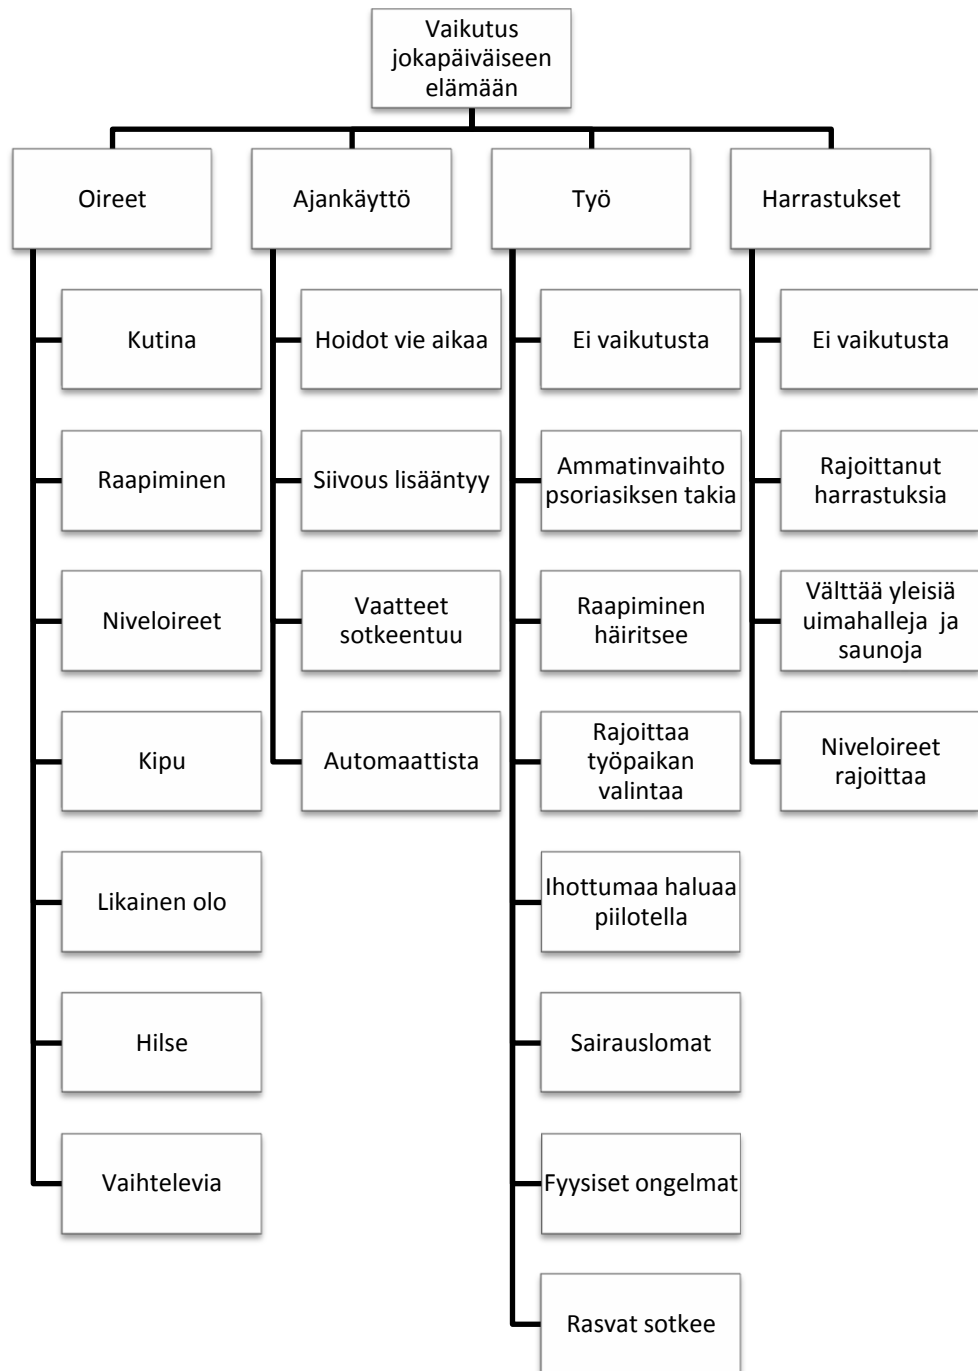 Vaikutus
jokapäiväiseen
elämään
Oireet
Ajankäyttö
Työ
Harrastukset
Kutina
Hoidot vie aikaa
Ei vaikutusta
Ei vaikutusta
Raapiminen
Siivous lisääntyy
Ammatinvaihto
psoriasiksen takia
Rajoittanut
harrastuksia
Niveloireet
Vaatteet
sotkeentuu
Raapiminen
häiritsee
Välttää yleisiä
uimahalleja ja
saunoja
Kipu
Automaattista
Rajoittaa
työpaikan
valintaa
Niveloireet
rajoittaa
Likainen olo
Ihottumaa haluaa
piilotella
Hilse
Sairauslomat
Vaihtelevia
Fyysiset ongelmat
Rasvat sotkee